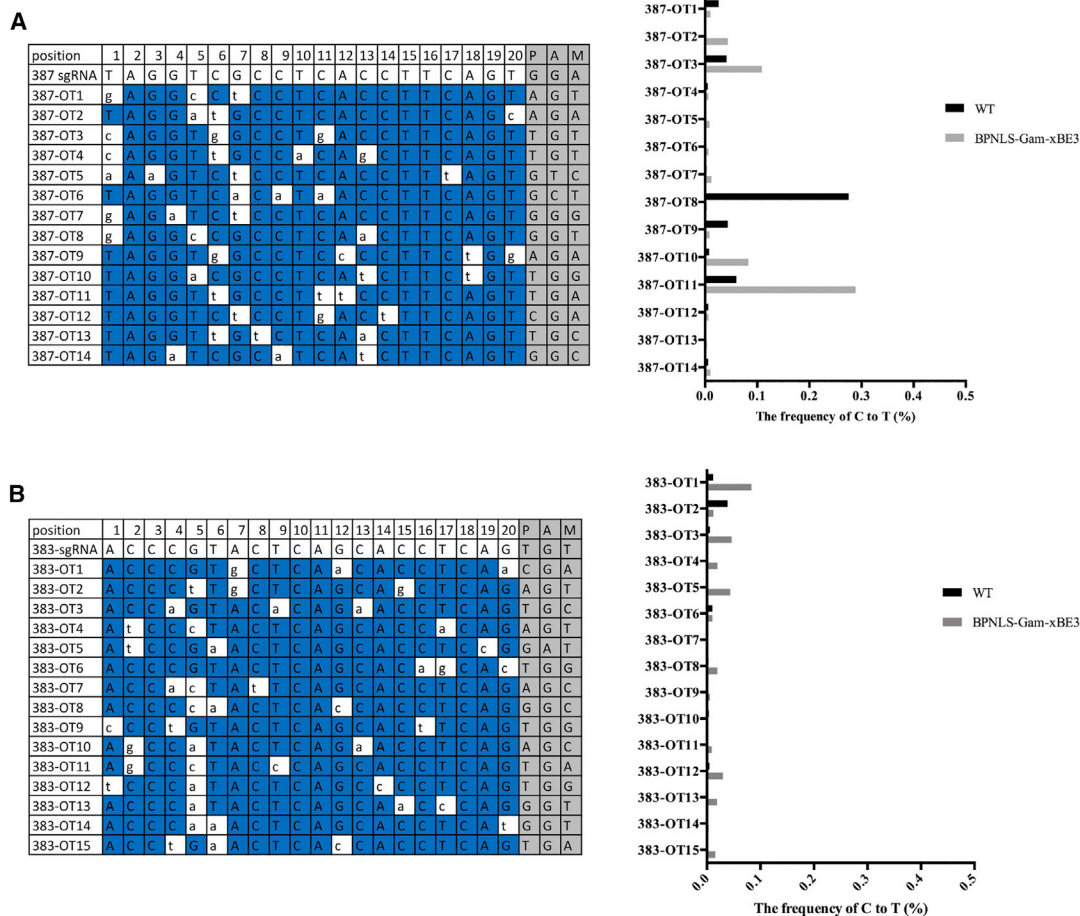 A
position 1 2 3 4 5 6 7 8 9 10 11 12 13 14 15 16 17 18 19 20 P A M
387 sgRNA T A G G T C G C C T C A C C T T C A G T G G A
387-OT1 g A G G c C t C C T C A C C T T C A G T A G T
387-OT2 T A G G a t G C C T C A C C T T C A G c A G A
387-OT3 c A G G T g G C C T g A C C T T C A G T T G T
387-OT4 c A G G T t G C C a C A g C T T C A G T T G T
387-OT5 a A a G T C t C C T C A C C T T t A G T G T C
387-OT6 T A G G T C a C a T a A C C T T C A G T G C T
387-OT7 g A G a T C t C C T C A C C T T C A G T G G G
387-OT8 g A G G c C G C C T C A a C T T C A G T G G T
387-OT9 T A G G T g G C C T C c C C T T C t G g A G A
387-OT10 T A G G a C G C C T C A t C T T C t G T T G G
387-OT11 T A G G T t G C C T t t C C T T C A G T T G A
387-OT12 T A G G T C t C C T g A C t T T C A G T C G A
387-OT13 T A G G T t G t C T C A a C T T C A G T T G C
387-OT14 T A G a T C G C a T C A t C T T C A G T G G C
387-OT1
387-OT2
387-OT3
387-OT4
387-OT5
387-OT6
387-OT7
387-OT8
387-OT9
387-OT10
387-OT11
387-OT12
387-OT13
387-OT14
0.0 0.1 0.2 0.3 0.4 0.5
The frequency of C to T (%)
WT
BPNLS-Gam-xBE3
B
position 1 2 3 4 5 6 7 8 9 10 11 12 13 14 15 16 17 18 19 20 P A M
383-sgRNA A C C C G T A C T C A G C A C C T C A G T G T
383-OT1 A C C C G T g C T C A a C A C C T C A a C G A
383-OT2 A C C C t T g C T C A G C A g C T C A G A G T
383-OT3 A C C a G T A C a C A G a A C C T C A G T G C
383-OT4 A t C C c T A C T C A G C A C C a C A G A G T
383-OT5 A t C C G a A C T C A G C A C C T C c G G A T
383-OT6 A C C C G T A C T C A G C A C a g C A c T G G
383-OT7 A C C a c T A t T C A G C A C C T C A G A G C
383-OT8 A C C C c a A C T C A c C A C C T C A G G G C
383-OT9 c C C t G T A C T C A G C A C t T C A G T G G
383-OT10 A g C C a T A C T C A G a A C C T C A G A G C
383-OT11 A g C C c T A C c C A G C A C C T C A G T G A
383-OT12 t C C C a T A C T C A G C c C C T C A G T G G
383-OT13 A C C C a T A C T C A G C A a C c C A G G G T
383-OT14 A C C C a a A C T C A G C A C C T C A t G G T
383-OT15 A C C t G a A C T C A c C A C C T C A G T G A
383-OT1
383-OT2
383-OT3
383-OT4
383-OT5
383-OT6
383-OT7
383-OT8
383-OT9
383-OT10
383-OT11
383-OT12
383-OT13
383-OT14
383-OT15
0.0 0.1 0.2 0.3 0.4 0.5
The frequency of C to T (%)
WT
BPNLS-Gam-xBE3